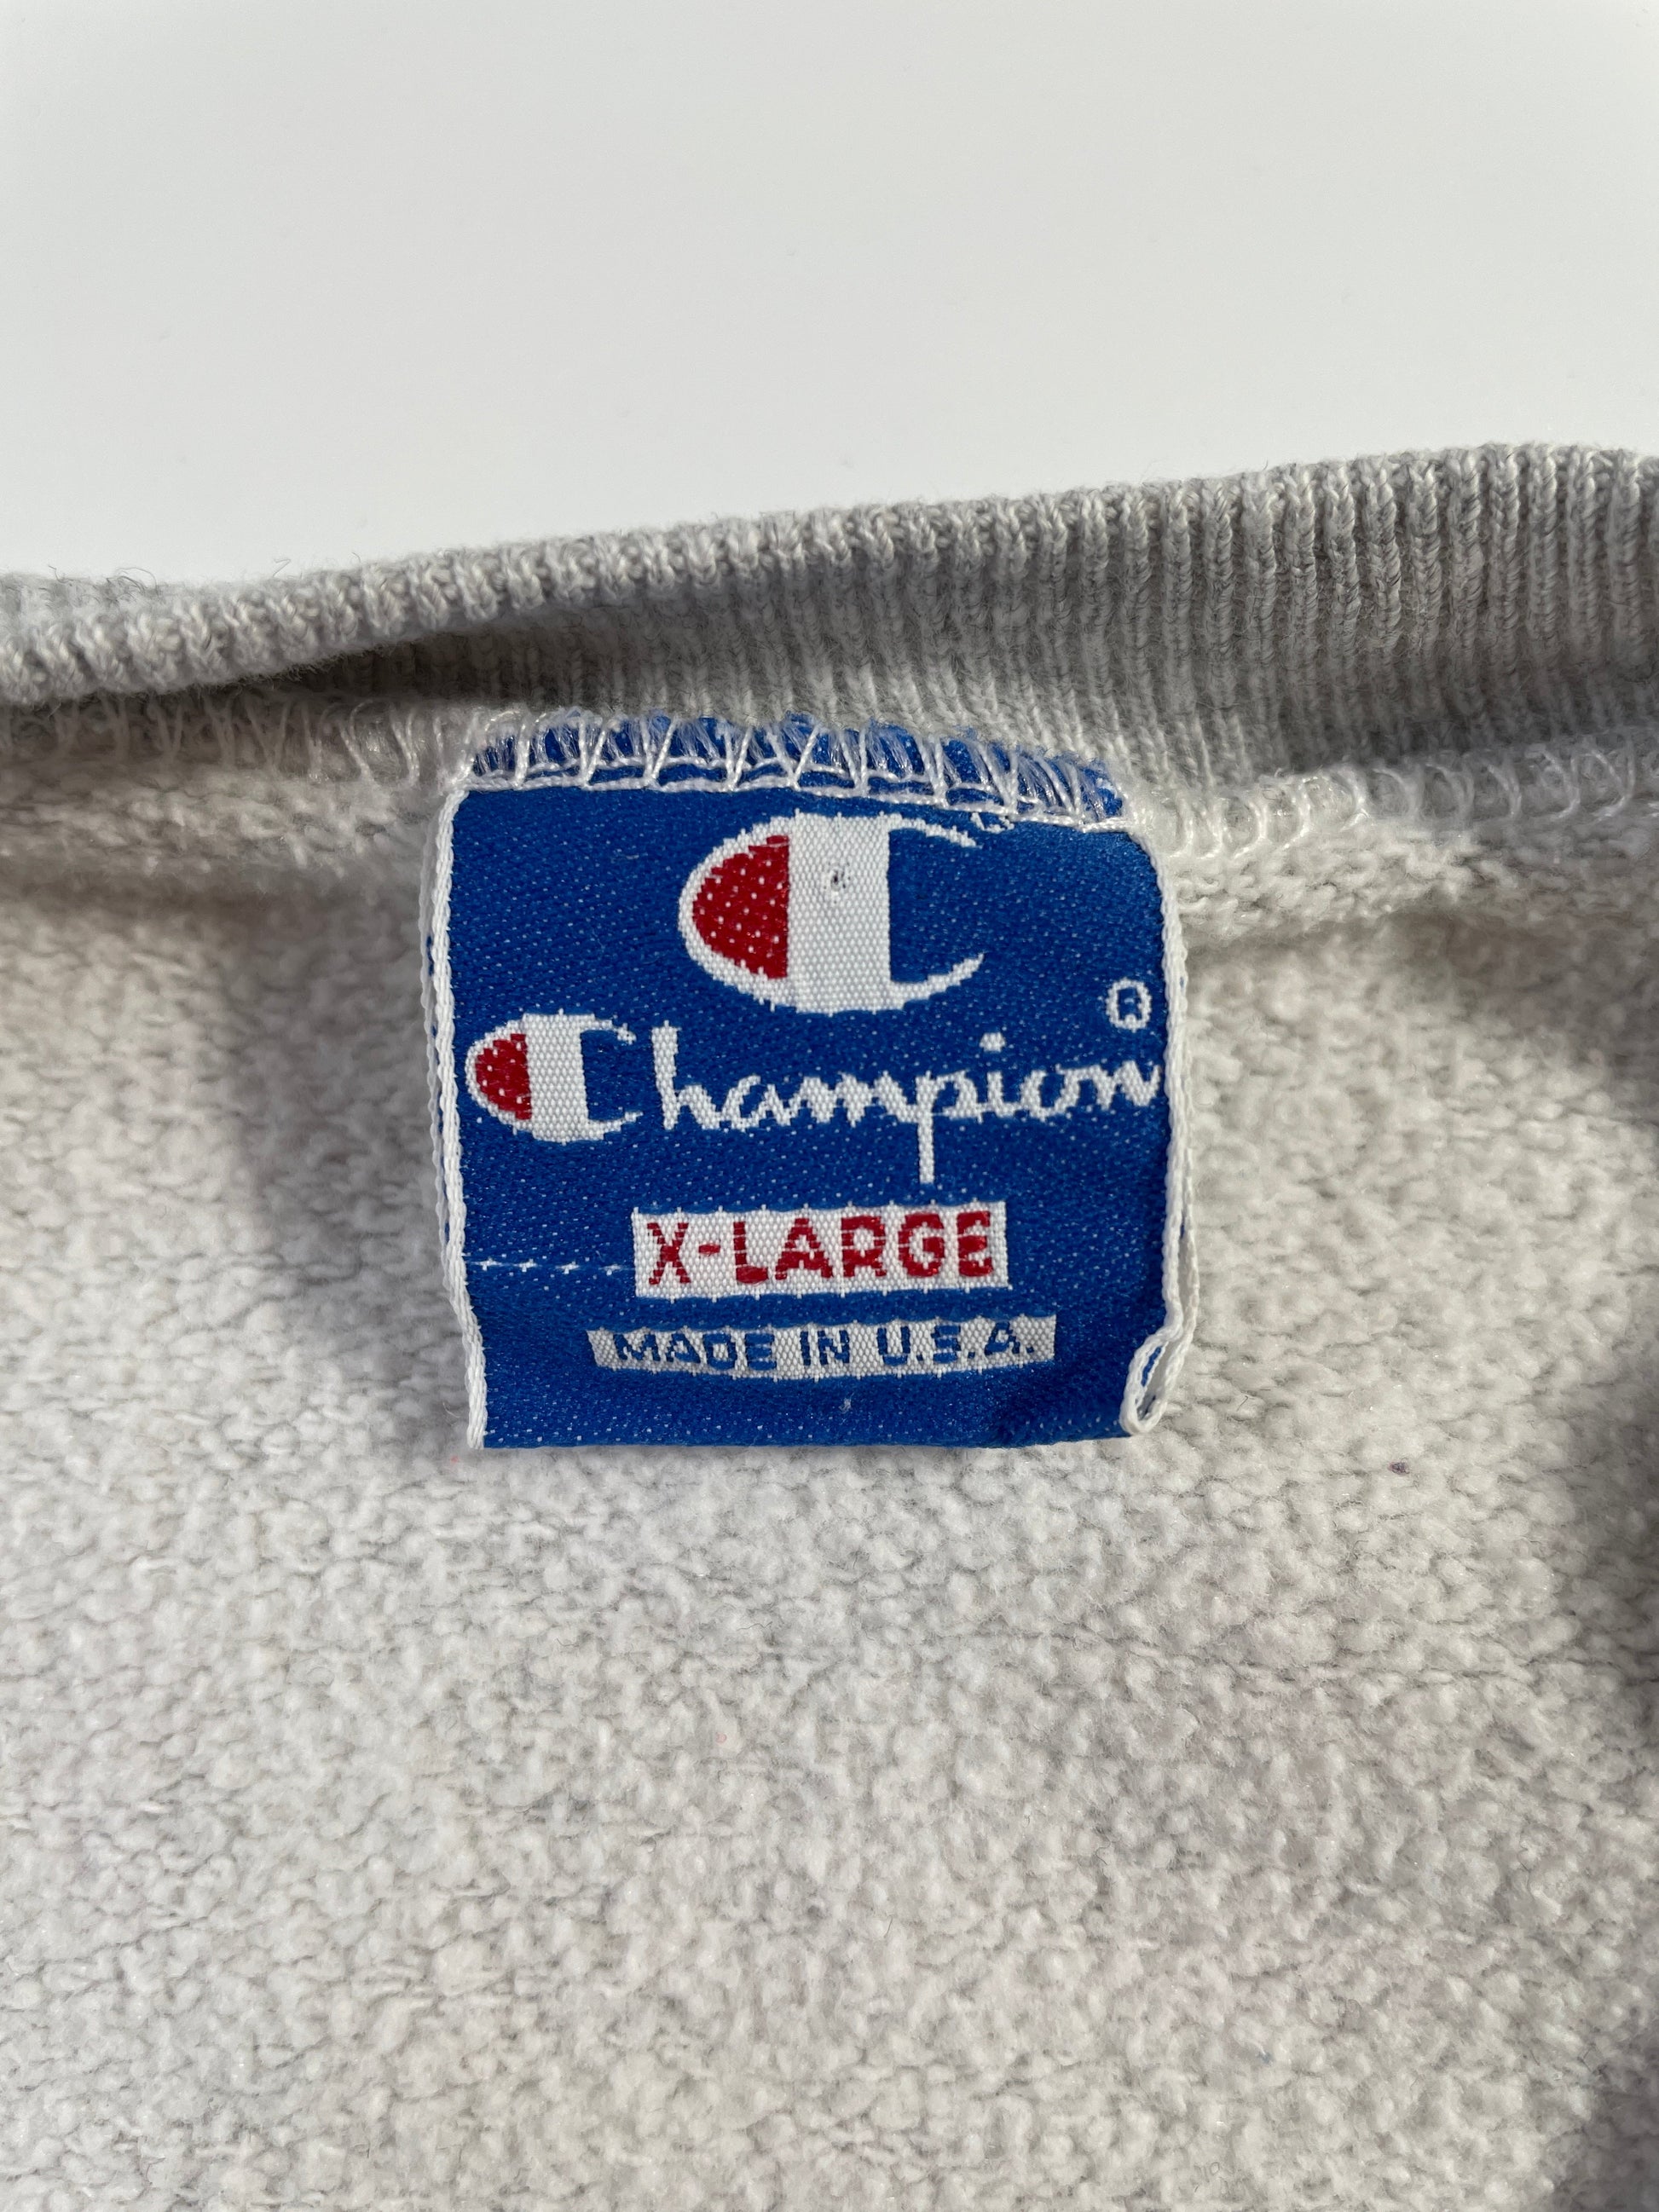 Champion®
X-LARGE
MADE IN U.S.A.